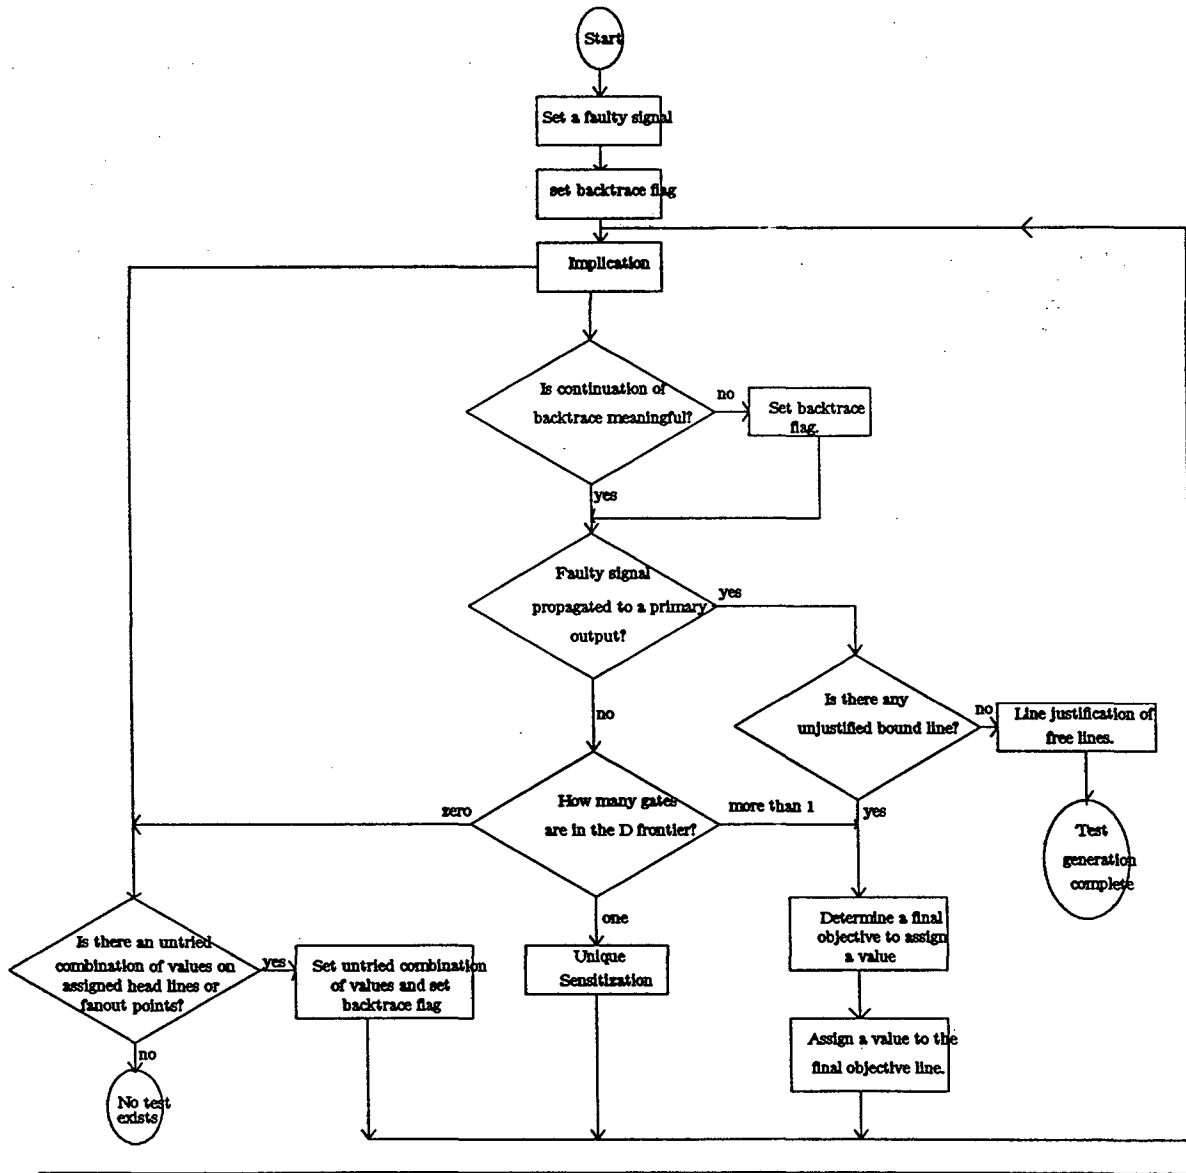 Start
Set a faulty signal
set backtrace flag
Implication
Is continuation of
backtrace meaningful?
no
Set backtrace
flag.
yes
Faulty signal
propagated to a primary
output?
yes
no
Is there any
unjustified bound line?
no
Line justification of
free lines.
How many gates
are in the D frontier?
zero
more than 1
yes
Test
generation
complete
one
Is there an untried
combination of values on
assigned head lines or
fanout points?
yes
Set untried combination
of values and set
backtrace flag
Unique
Sensitization
Determine a final
objective to assign
a value
Assign a value to the
final objective line.
no
No test
exists